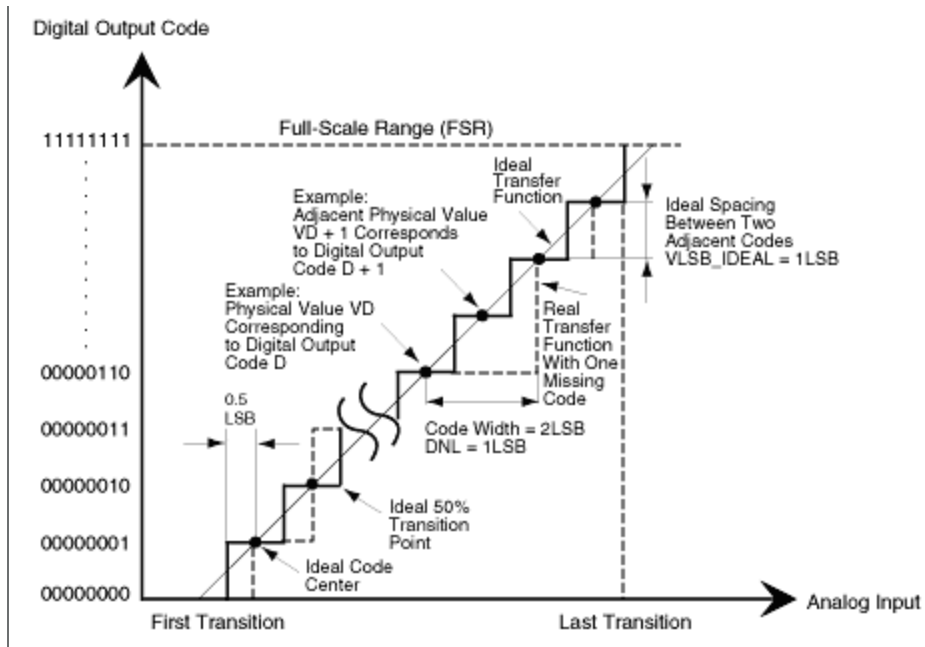 Digital Output Code
11111111
Full-Scale Range (FSR)
Ideal
Transfer
Function
Example:
Adjacent Physical Value
VD + 1 Corresponds
to Digital Output
Code D + 1
Ideal Spacing
Between Two
Adjacent Codes
VLSB_IDEAL = 1LSB
Example:
Physical Value VD
Corresponding
to Digital Output
Code D
Real
Transfer
Function
With One
Missing
Code
00000110
0.5
LSB
00000011
Code Width = 2LSB
DNL = 1LSB
00000010
Ideal 50%
Transition
Point
00000001
Ideal Code
Center
00000000
Analog Input
First Transition
Last Transition